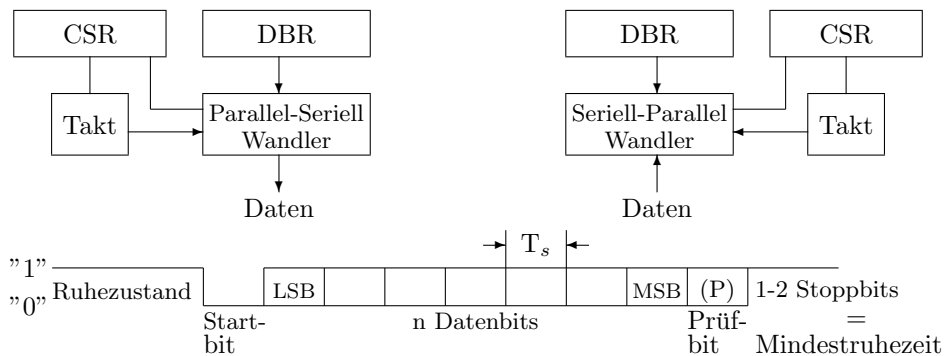 CSR DBR DBR CSR
Takt Parallel-Seriell Wandler Seriell-Parallel Wandler Takt
Daten Daten
T_s
"1"
"0" Ruhezustand LSB MSB (P) 1-2 Stoppbits
Start-bit n Datenbits Prüf-bit = Mindestruhezeit